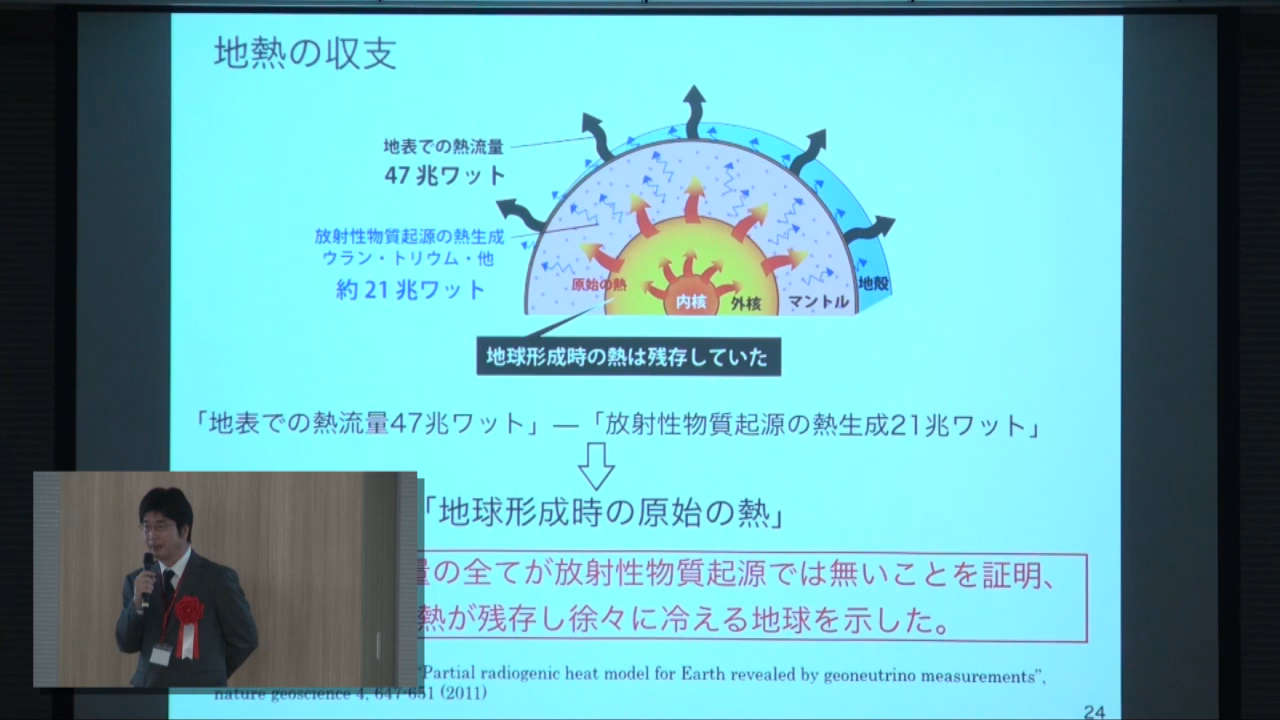 地熱の収支
地表での熱流量
47 兆ワット
放射性物質起源の熱生成
ウラン・トリウム・他
約 21 兆ワット
原始の熱
内核
外核
マントル
地殻
地球形成時の熱は残存していた
「地表での熱流量47兆ワット」—「放射性物質起源の熱生成21兆ワット」
「地球形成時の原始の熱」
量の全てが放射性物質起源では無いことを証明、
熱が残存し徐々に冷える地球を示した。
“Partial radiogenic heat model for Earth revealed by geoneutrino measurements”,
nature geoscience 4, 647-651 (2011)
24